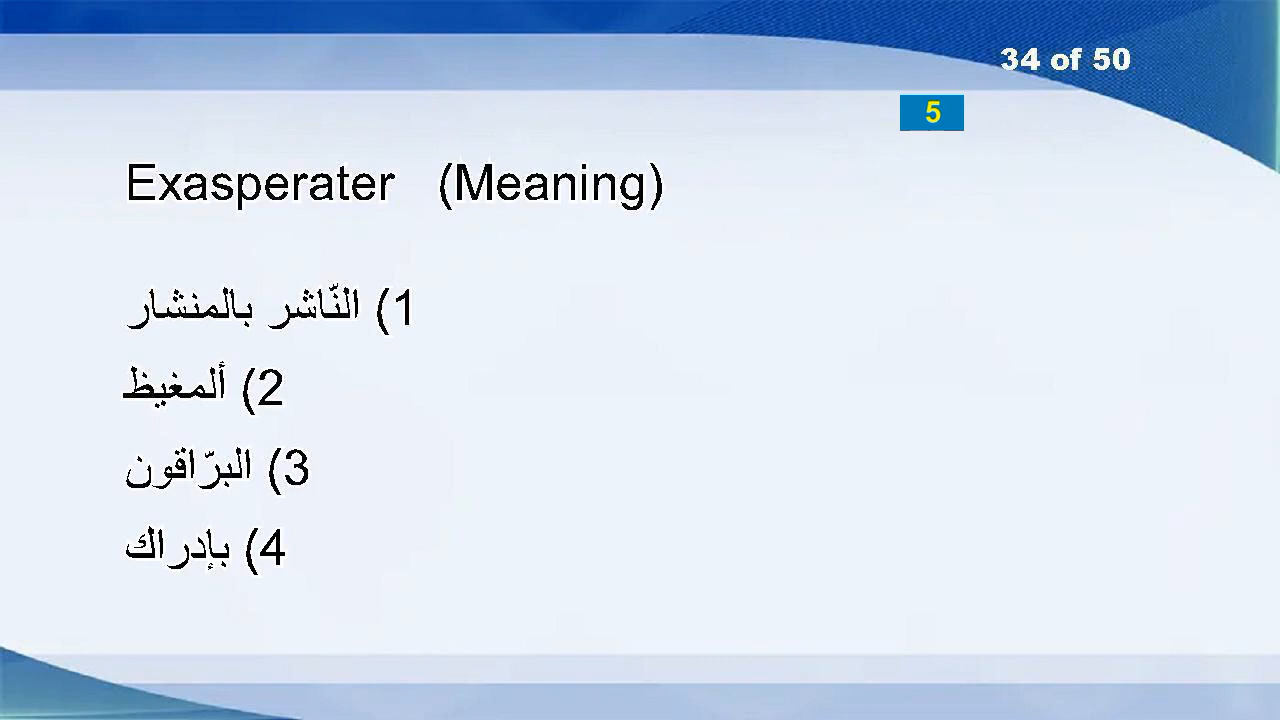 34 of 50
5
Exasperater (Meaning)
1) النّاشر بالمنشار
2) ألمغيظ
3) البرّاقون
4) بإدراك